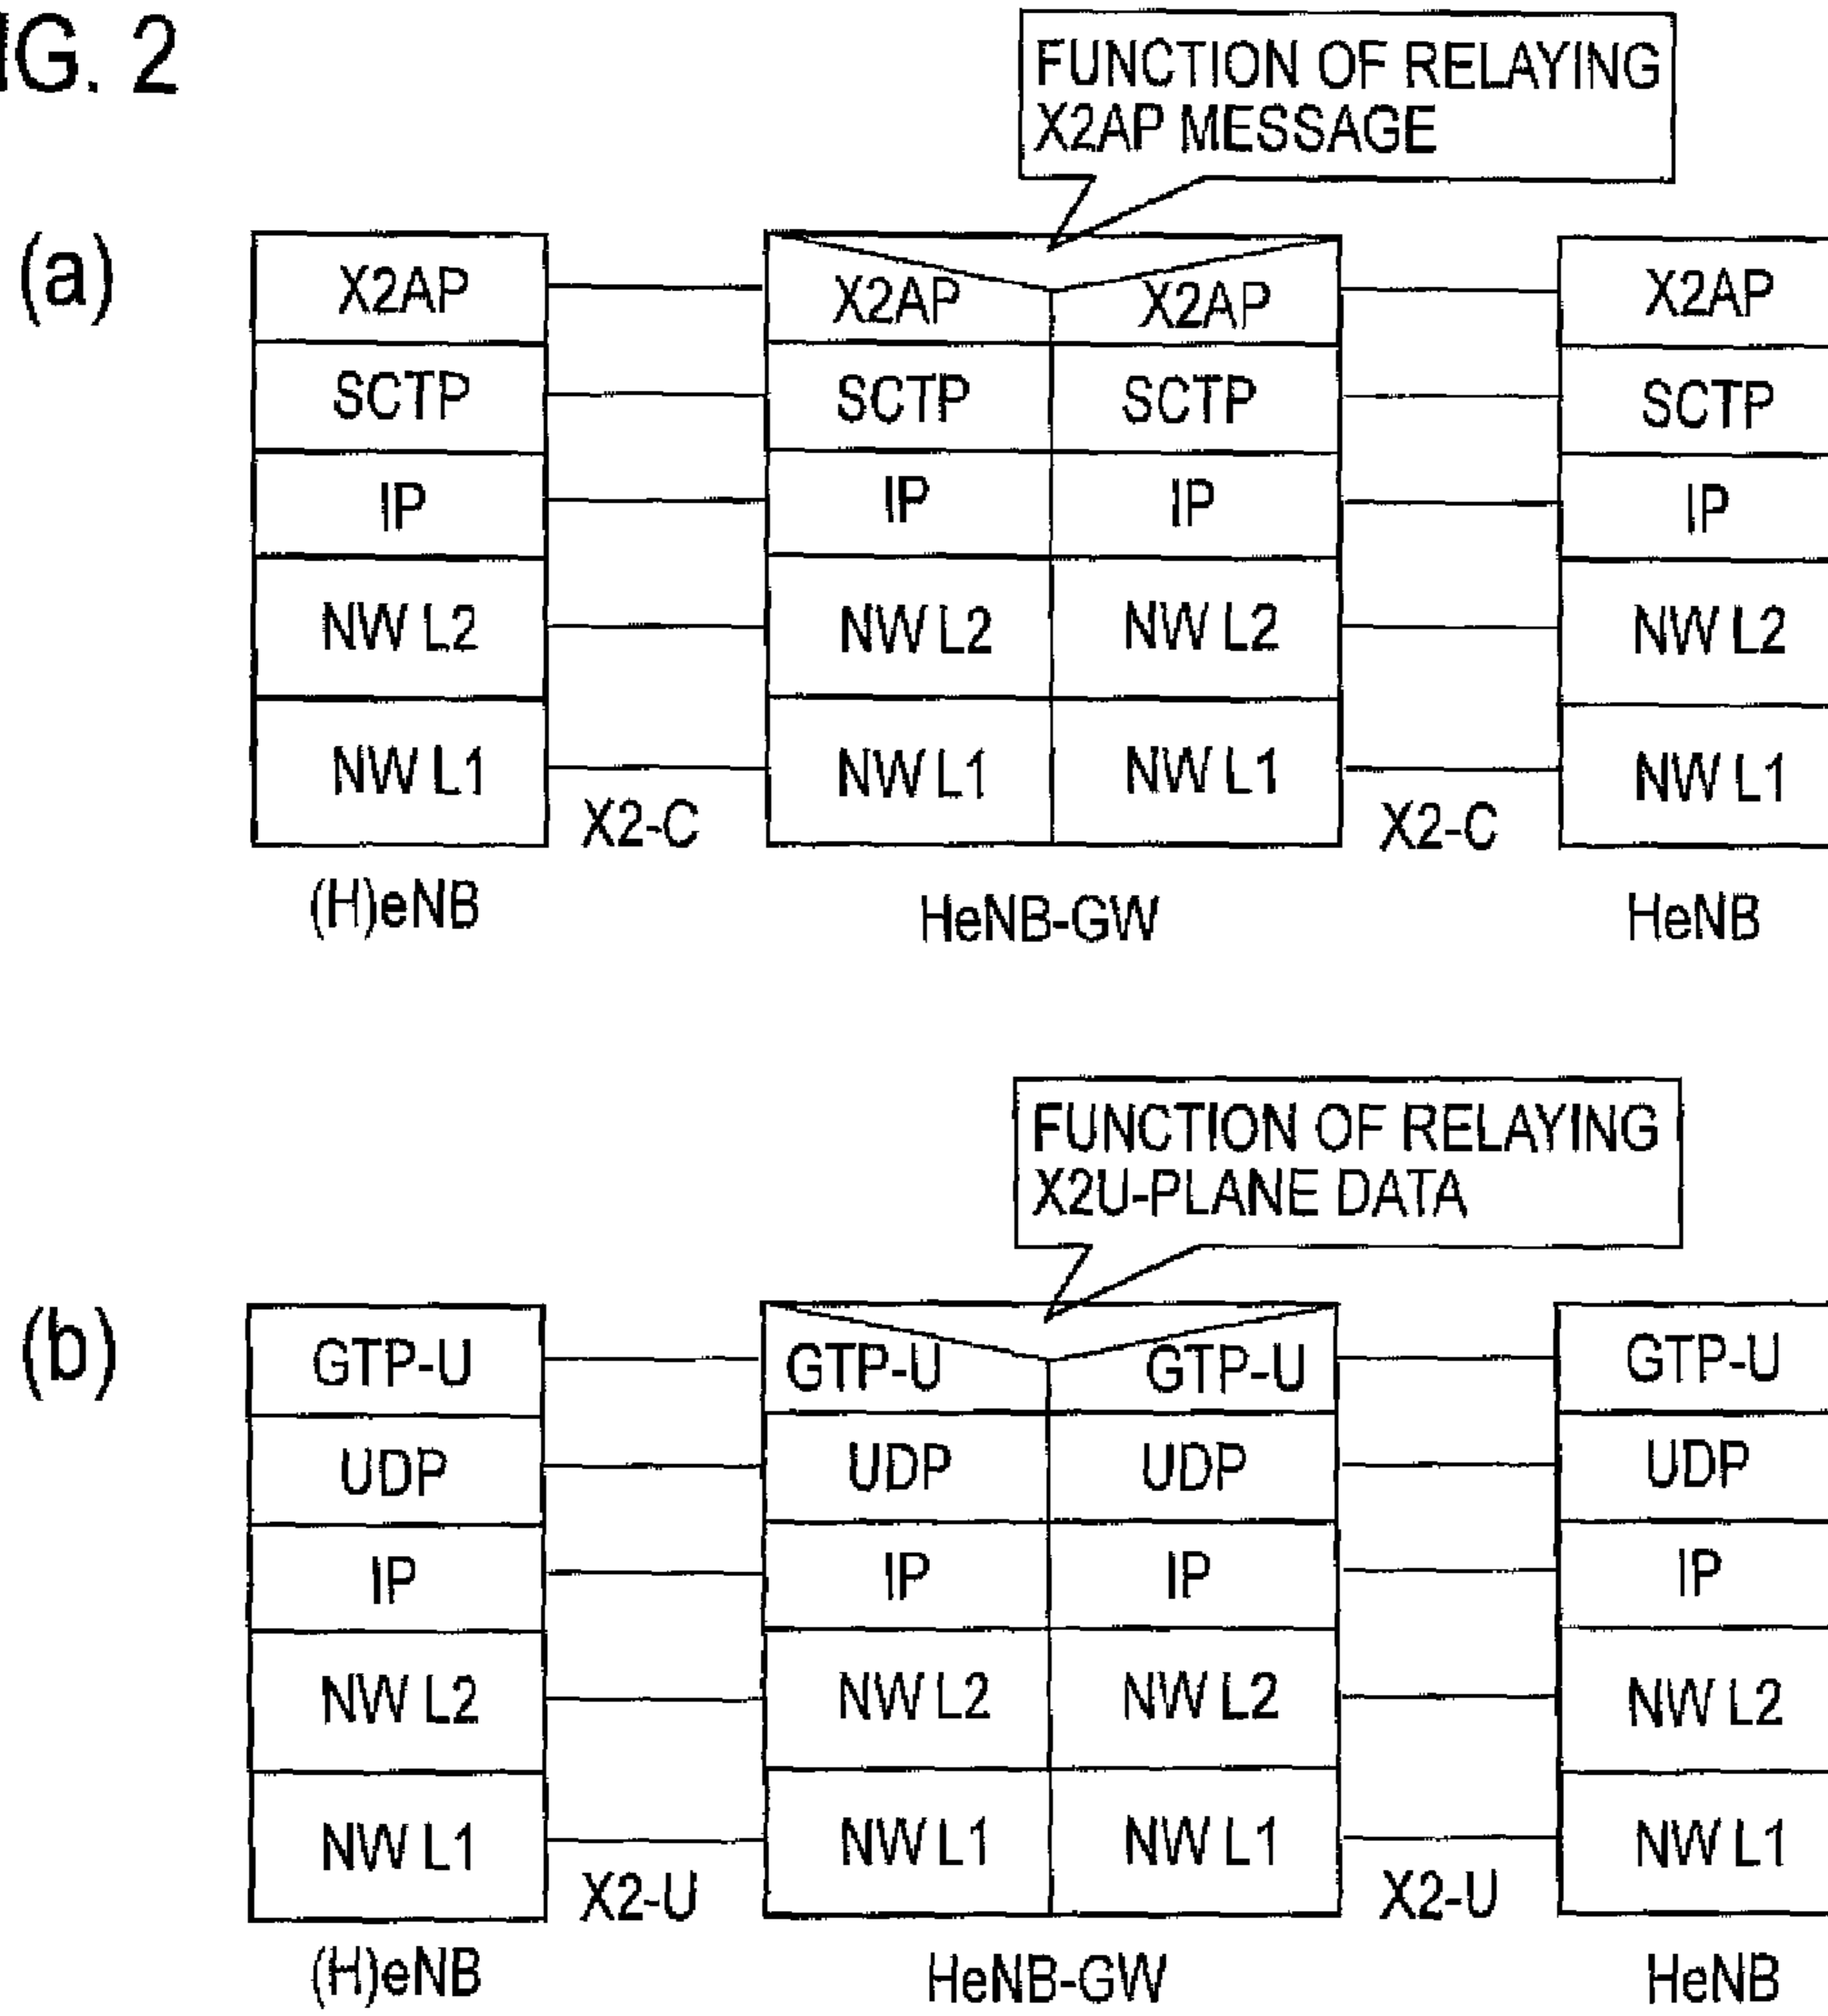 IG. 2
FUNCTION OF RELAYING
X2AP MESSAGE
(a)
X2AP X2AP X2AP X2AP
SCTP SCTP SCTP SCTP
IP IP IP IP
NW L2 NW L2 NW L2 NW L2
NW L1 NW L1 NW L1 NW L1
X2-C X2-C
(H)eNB HeNB-GW HeNB
FUNCTION OF RELAYING
X2U-PLANE DATA
(b)
GTP-U GTP-U GTP-U GTP-U
UDP UDP UDP UDP
IP IP IP IP
NW L2 NW L2 NW L2 NW L2
NW L1 NW L1 NW L1 NW L1
X2-U X2-U
(H)eNB HeNB-GW HeNB